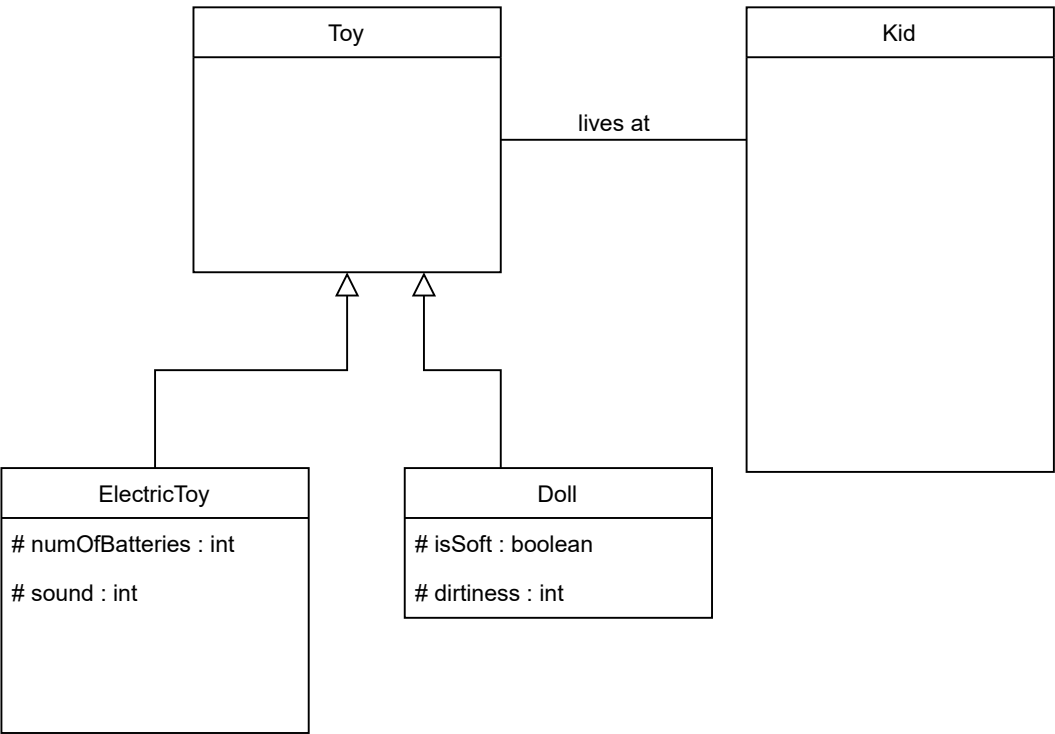 Toy
Kid
lives at
ElectricToy
# numOfBatteries : int
# sound : int
Doll
# isSoft : boolean
# dirtiness : int